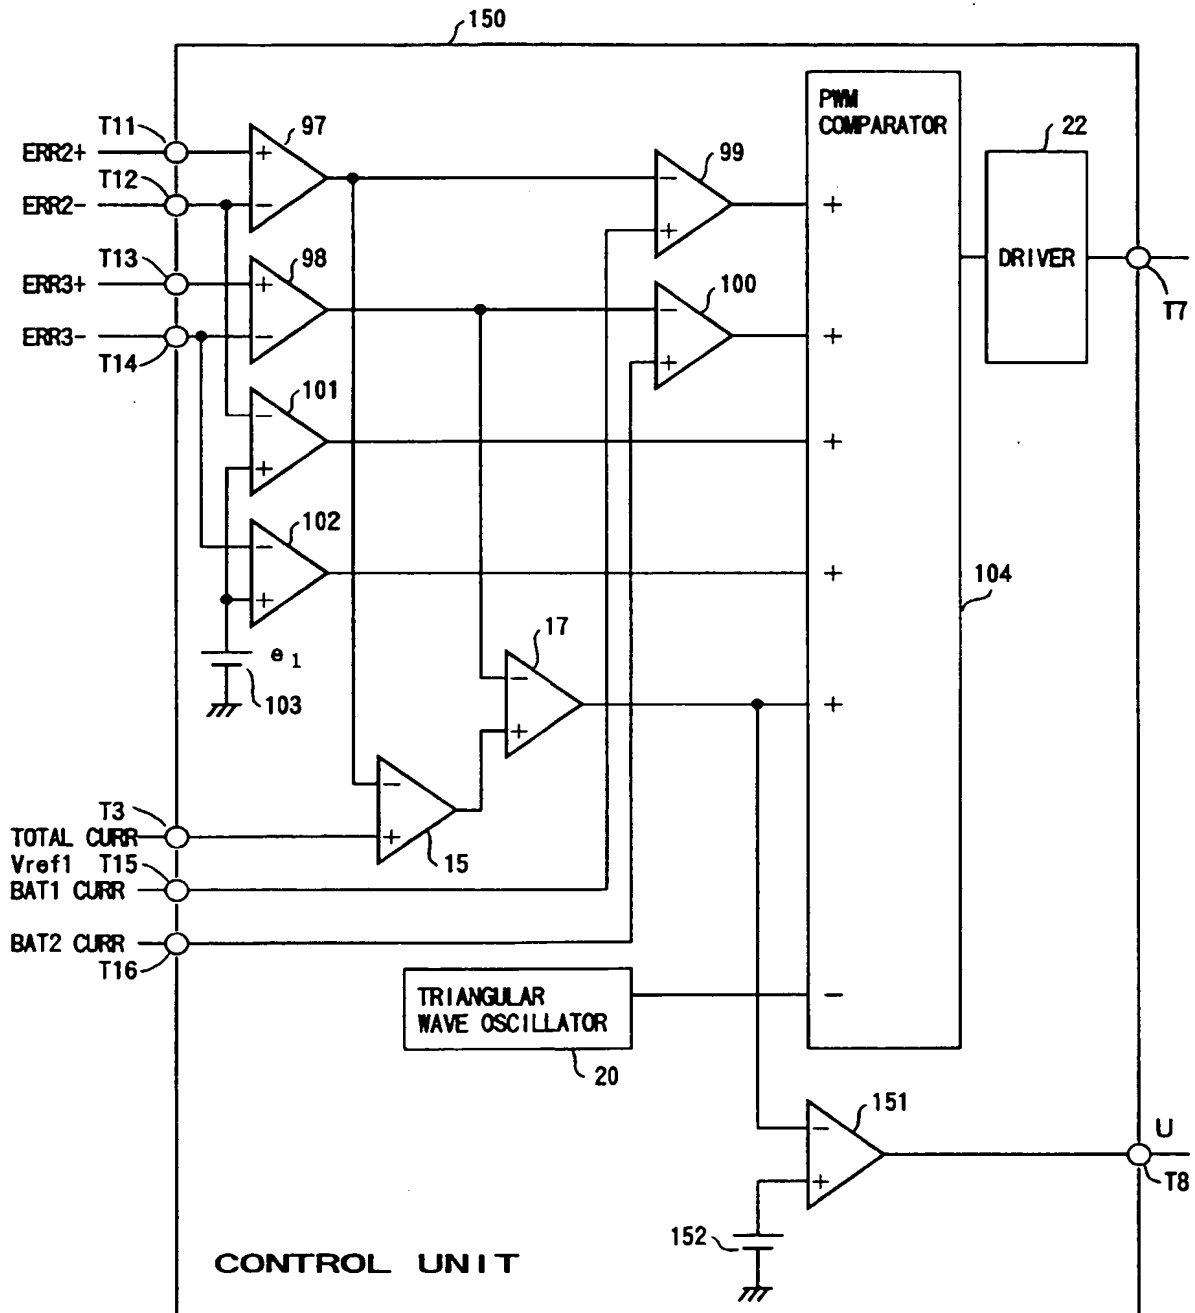 150
PWM
COMPARATOR
T11
97
ERR2+
22
T12
99
ERR2-
T13
98
ERR3+
DRIVER
100
ERR3-
T14
T7
101
102
104
17
e1
103
T3
TOTAL CURR
15
Vref1 T15
BAT1 CURR
BAT2 CURR
T16
TRIANGULAR
WAVE OSCILLATOR
20
151
U
T8
152
CONTROL UNIT